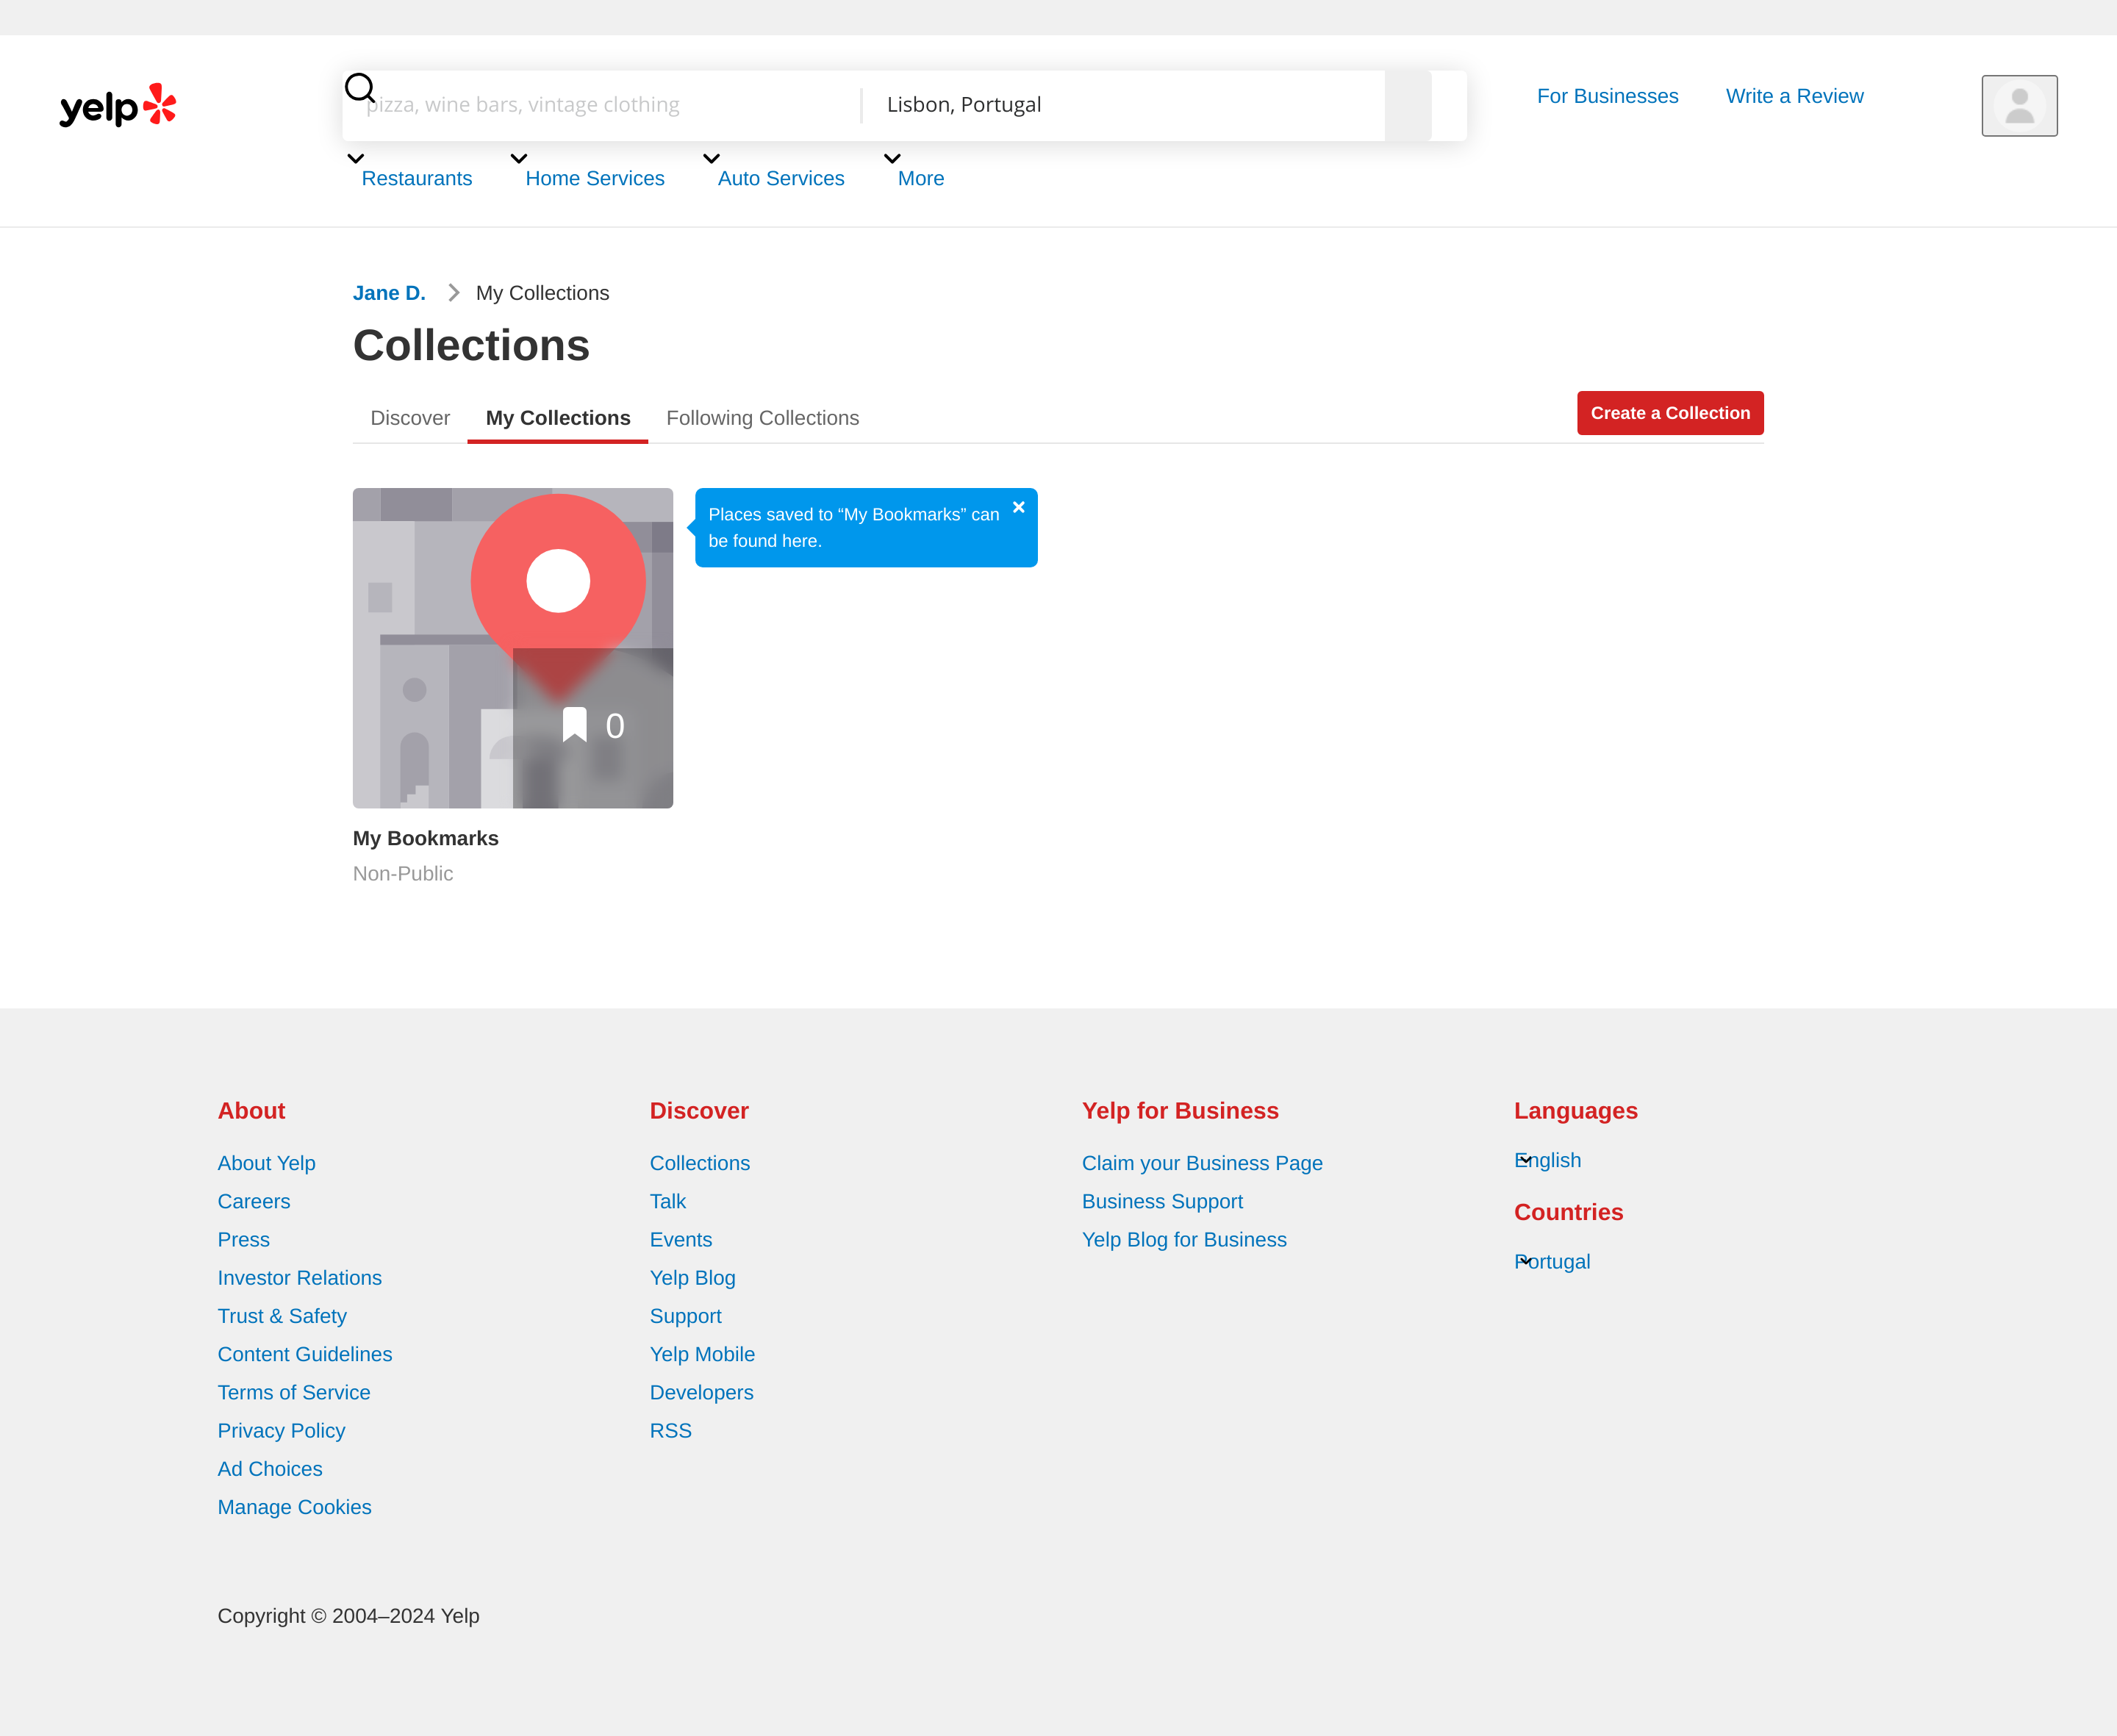 yelp
pizza, wine bars, vintage clothing
Lisbon, Portugal
For Businesses
Write a Review
Restaurants
Home Services
Auto Services
More
Jane D.
My Collections
Collections
Discover
My Collections
Following Collections
Create a Collection
Places saved to “My Bookmarks” can
be found here.
0
My Bookmarks
Non-Public
About
About Yelp
Careers
Press
Investor Relations
Trust & Safety
Content Guidelines
Terms of Service
Privacy Policy
Ad Choices
Manage Cookies
Discover
Collections
Talk
Events
Yelp Blog
Support
Yelp Mobile
Developers
RSS
Yelp for Business
Claim your Business Page
Business Support
Yelp Blog for Business
Languages
English
Countries
Portugal
Copyright © 2004–2024 Yelp